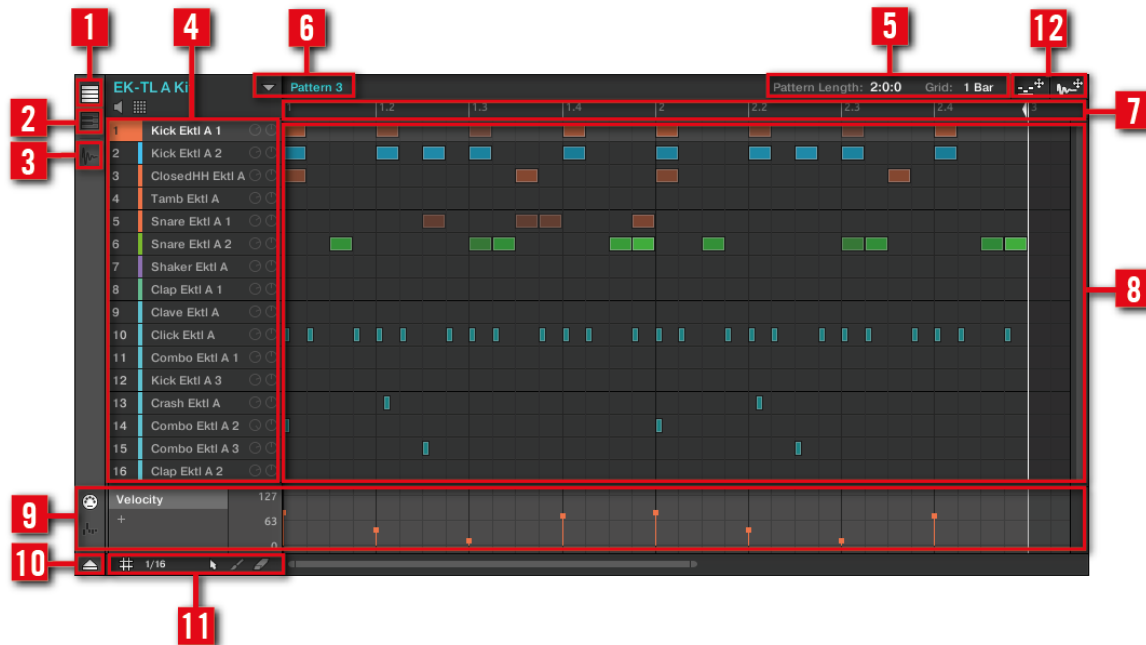 1
4
6
5
12
EK-TL A Ki
Pattern 3
Pattern Length: 2:0:0 Grid: 1 Bar
2
7
1 1.2 1.3 1.4 2 2.2 2.3 2.4 3
3
1 Kick Ektl A 1
2 Kick Ektl A 2
3 ClosedHH Ektl A
4 Tamb Ektl A
5 Snare Ektl A 1
6 Snare Ektl A 2
7 Shaker Ektl A
8 Clap Ektl A 1
9 Clave Ektl A
10 Click Ektl A
11 Combo Ektl A 1
12 Kick Ektl A 3
13 Crash Ektl A
14 Combo Ektl A 2
15 Combo Ektl A 3
16 Clap Ektl A 2
8
9
Velocity
+
127
63
0
10
1/16
11